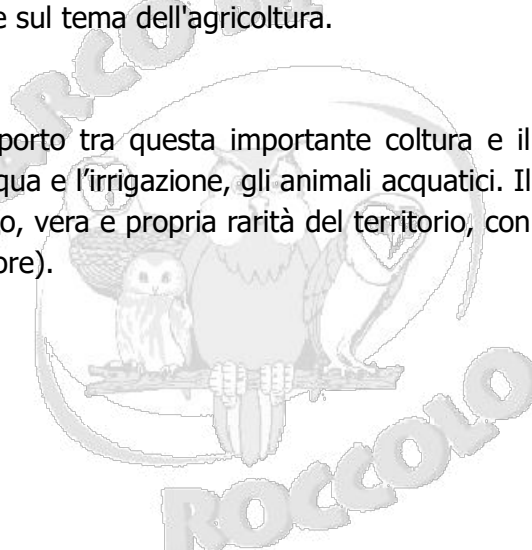 e sul tema dell'agricoltura.
porto tra questa importante coltura e il
qua e l'irrigazione, gli animali acquatici. Il
o, vera e propria rarità del territorio, con
ore).
ROCCOLO